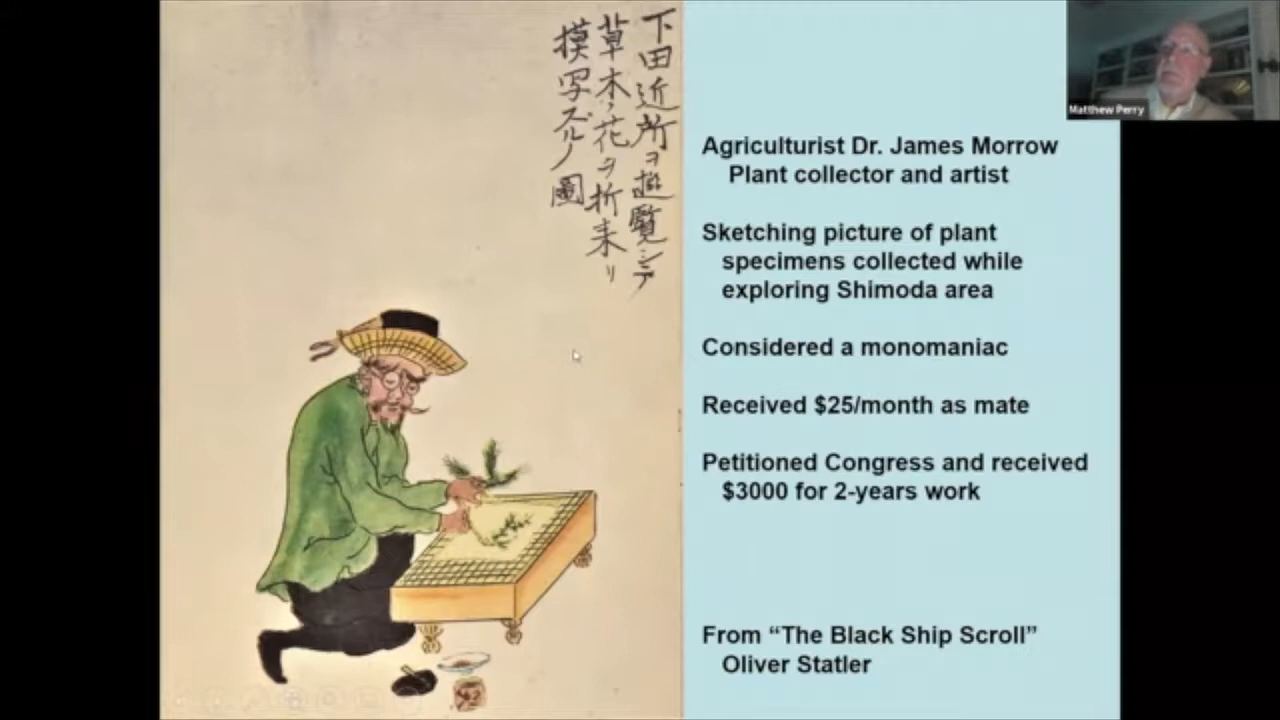 下田近所ヲ遊覧シテ
草木ノ花ヲ折来リ
摸写スルノ圖
Agriculturist Dr. James Morrow
Plant collector and artist
Sketching picture of plant
specimens collected while
exploring Shimoda area
Considered a monomaniac
Received $25/month as mate
Petitioned Congress and received
$3000 for 2-years work
From “The Black Ship Scroll”
Oliver Statler
Matthew Perry